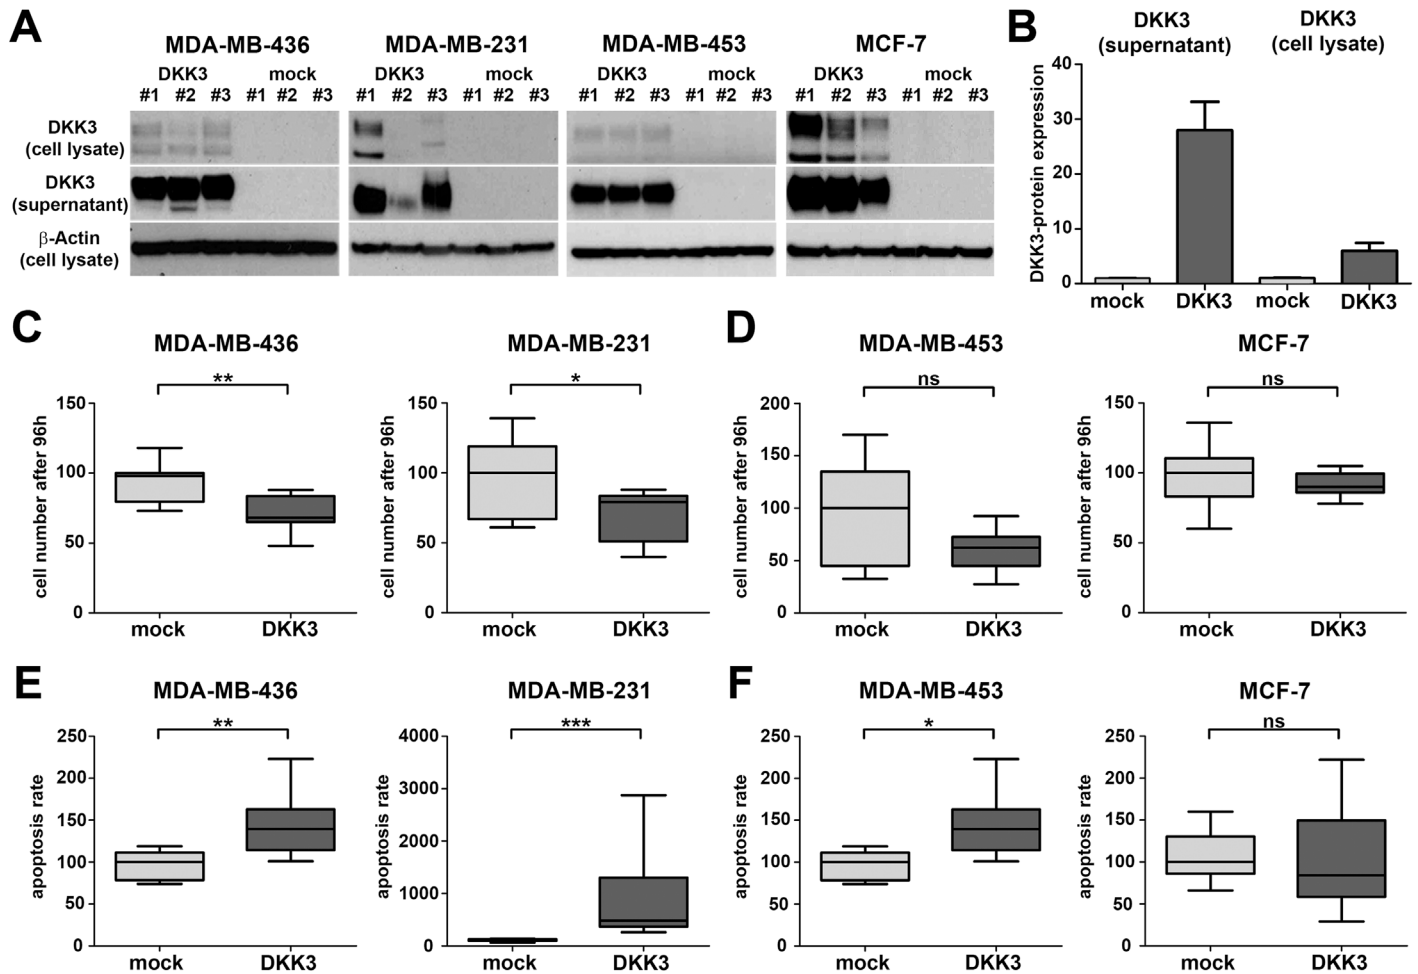 A
MDA-MB-436
MDA-MB-231
MDA-MB-453
MCF-7
DKK3 mock
DKK3 mock
DKK3 mock
DKK3 mock
#1 #2 #3 #1 #2 #3
#1 #2 #3 #1 #2 #3
#1 #2 #3 #1 #2 #3
#1 #2 #3 #1 #2 #3
DKK3
(cell lysate)
DKK3
(supernatant)
β-Actin
(cell lysate)
B
DKK3
(supernatant)
DKK3
(cell lysate)
DKK3-protein expression
40
30
20
10
0
mock DKK3 mock DKK3
C
MDA-MB-436
**
cell number after 96h
150
100
50
0
mock DKK3
MDA-MB-231
*
cell number after 96h
150
100
50
0
mock DKK3
D
MDA-MB-453
ns
cell number after 96h
200
150
100
50
0
mock DKK3
MCF-7
ns
cell number after 96h
150
100
50
0
mock DKK3
E
MDA-MB-436
**
apoptosis rate
250
200
150
100
50
0
mock DKK3
MDA-MB-231
***
apoptosis rate
4000
3000
2000
1000
0
mock DKK3
F
MDA-MB-453
*
apoptosis rate
250
200
150
100
50
0
mock DKK3
MCF-7
ns
apoptosis rate
250
200
150
100
50
0
mock DKK3